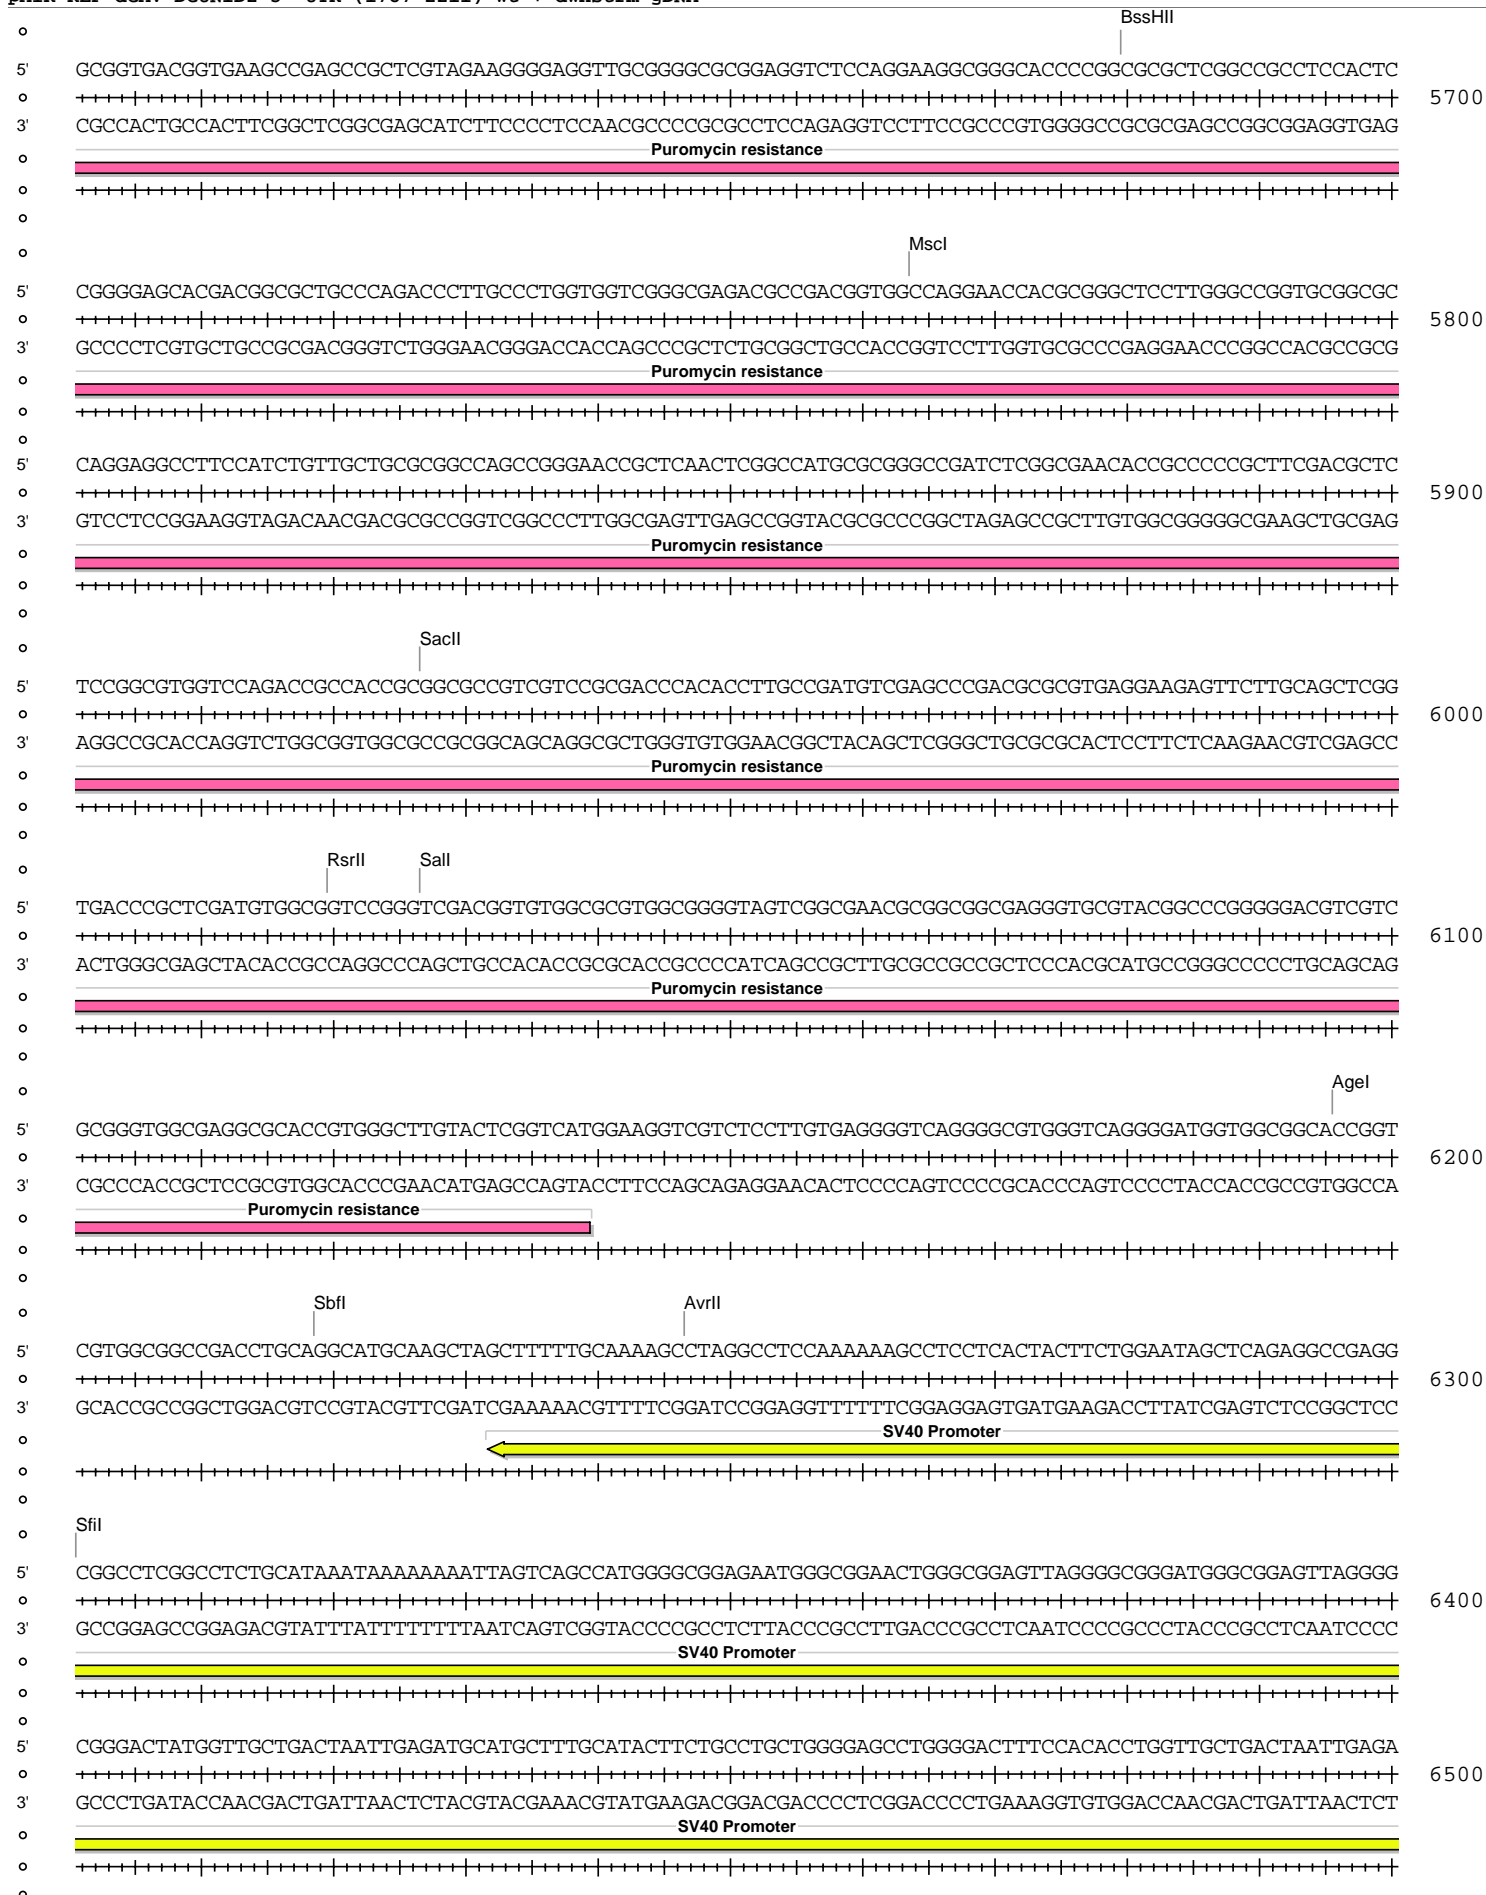 BssHII
5' GCGGTGACGGTGAAGCCGAGCCGCTCGTAGAAGGGGAGGTTGCGGGGCGCGGAGGTCTCCAGGAAGGCGGGCACCCCGGCGCGCTCGGCCGCCTCCACTC
5700
3' CGCCACTGCCACTTCGGCTCGGCGAGCATCTTCCCCTCCAACGCCCCGCGCCTCCAGAGGTCCTTCCGCCCGTGGGGCCGCGCGAGCCGGCGGAGGTGAG
Puromycin resistance
MscI
5' CGGGGAGCACGACGGCGCTGCCCAGACCCTTGCCCTGGTGGTCGGGCGAGACGCCGACGGTGGCCAGGAACCACGCGGGCTCCTTGGGCCGGTGCGGCGC
5800
3' GCCCCTCGTGCTGCCGCGACGGGTCTGGGAACGGGACCACCAGCCCGCTCTGCGGCTGCCACCGGTCCTTGGTGCGCCCGAGGAACCCGGCCACGCCGCG
Puromycin resistance
5' CAGGAGGCCTTCCATCTGTTGCTGCGCGGCCAGCCGGGAACCGCTCAACTCGGCCATGCGCGGGCCGATCTCGGCGAACACCGCCCCCGCTTCGACGCTC
5900
3' GTCCTCCGGAAGGTAGACAACGACGCGCCGGTCGGCCCTTGGCGAGTTGAGCCGGTACGCGCCCGGCTAGAGCCGCTTGTGGCGGGGGCGAAGCTGCGAG
Puromycin resistance
SacII
5' TCCGGCGTGGTCCAGACCGCCACCGCGGCGCCGTCGTCCGCGACCCACACCTTGCCGATGTCGAGCCCGACGCGCGTGAGGAAGAGTTCTTGCAGCTCGG
6000
3' AGGCCGCACCAGGTCTGGCGGTGGCGCCGCGGCAGCAGGCGCTGGGTGTGGAACGGCTACAGCTCGGGCTGCGCGCACTCCTTCTCAAGAACGTCGAGCC
Puromycin resistance
RsrII SalI
5' TGACCCGCTCGATGTGGCGGTCCGGGTCGACGGTGTGGCGCGTGGCGGGGTAGTCGGCGAACGCGGCGGCGAGGGTGCGTACGGCCCGGGGGACGTCGTC
6100
3' ACTGGGCGAGCTACACCGCCAGGCCCAGCTGCCACACCGCGCACCGCCCCATCAGCCGCTTGCGCCGCCGCTCCCACGCATGCCGGGCCCCCTGCAGCAG
Puromycin resistance
AgeI
5' GCGGGTGGCGAGGCGCACCGTGGGCTTGTACTCGGTCATGGAAGGTCGTCTCCTTGTGAGGGGTCAGGGGCGTGGGTCAGGGGATGGTGGCGGCACCGGT
6200
3' CGCCCACCGCTCCGCGTGGCACCCGAACATGAGCCAGTACCTTCCAGCAGAGGAACACTCCCCAGTCCCCGCACCCAGTCCCCTACCACCGCCGTGGCCA
Puromycin resistance
SbfI AvrII
5' CGTGGCGGCCGACCTGCAGGCATGCAAGCTAGCTTTTTGCAAAAGCCTAGGCCTCCAAAAAAGCCTCCTCACTACTTCTGGAATAGCTCAGAGGCCGAGG
6300
3' GCACCGCCGGCTGGACGTCCGTACGTTCGATCGAAAAACGTTTTCGGATCCGGAGGTTTTTTCGGAGGAGTGATGAAGACCTTATCGAGTCTCCGGCTCC
SV40 Promoter
SfiI
5' CGGCCTCGGCCTCTGCATAAATAAAAAAAATTAGTCAGCCATGGGGCGGAGAATGGGCGGAACTGGGCGGAGTTAGGGGCGGGATGGGCGGAGTTAGGGG
6400
3' GCCGGAGCCGGAGACGTATTTATTTTTTTTAATCAGTCGGTACCCCGCCTCTTACCCGCCTTGACCCGCCTCAATCCCCGCCCTACCCGCCTCAATCCCC
SV40 Promoter
5' CGGGACTATGGTTGCTGACTAATTGAGATGCATGCTTTGCATACTTCTGCCTGCTGGGGAGCCTGGGGACTTTCCACACCTGGTTGCTGACTAATTGAGA
6500
3' GCCCTGATACCAACGACTGATTAACTCTACGTACGAAACGTATGAAGACGGACGACCCCTCGGACCCCTGAAAGGTGTGGACCAACGACTGATTAACTCT
SV40 Promoter